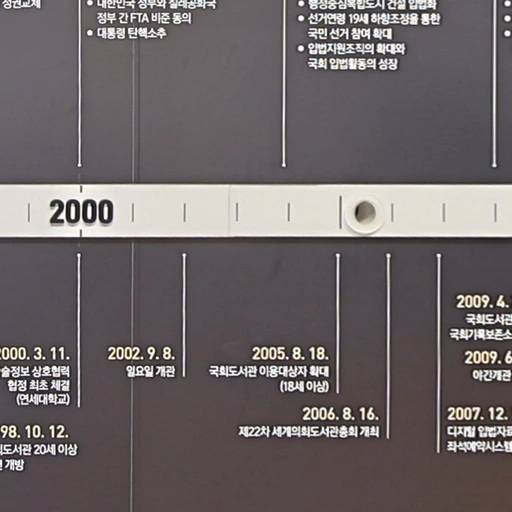 정권교체
대한민국 정부와 칠레공화국
정부 간 FTA 비준 동의
• 대통령 탄핵소추
• 행정중심복합도시 건설 입법화
• 선거연령 19세 하향조정을 통한
국민 선거 참여 확대
• 입법지원조직의 확대와
국회 입법활동의 성장
2000
2000. 3. 11.
술정보 상호협력
협정 최초 체결
(연세대학교)
98. 10. 12.
도서관 20세 이상
개방
2002. 9. 8.
일요일 개관
2005. 8. 18.
국회도서관 이용대상자 확대
(18세 이상)
2006. 8. 16.
제22차 세계의회도서관총회 개최
2009. 4.
국회도서관
국회기록보존소
2009. 6
야간개관
2007. 12.
디지털 입법자료
좌석예약시스템